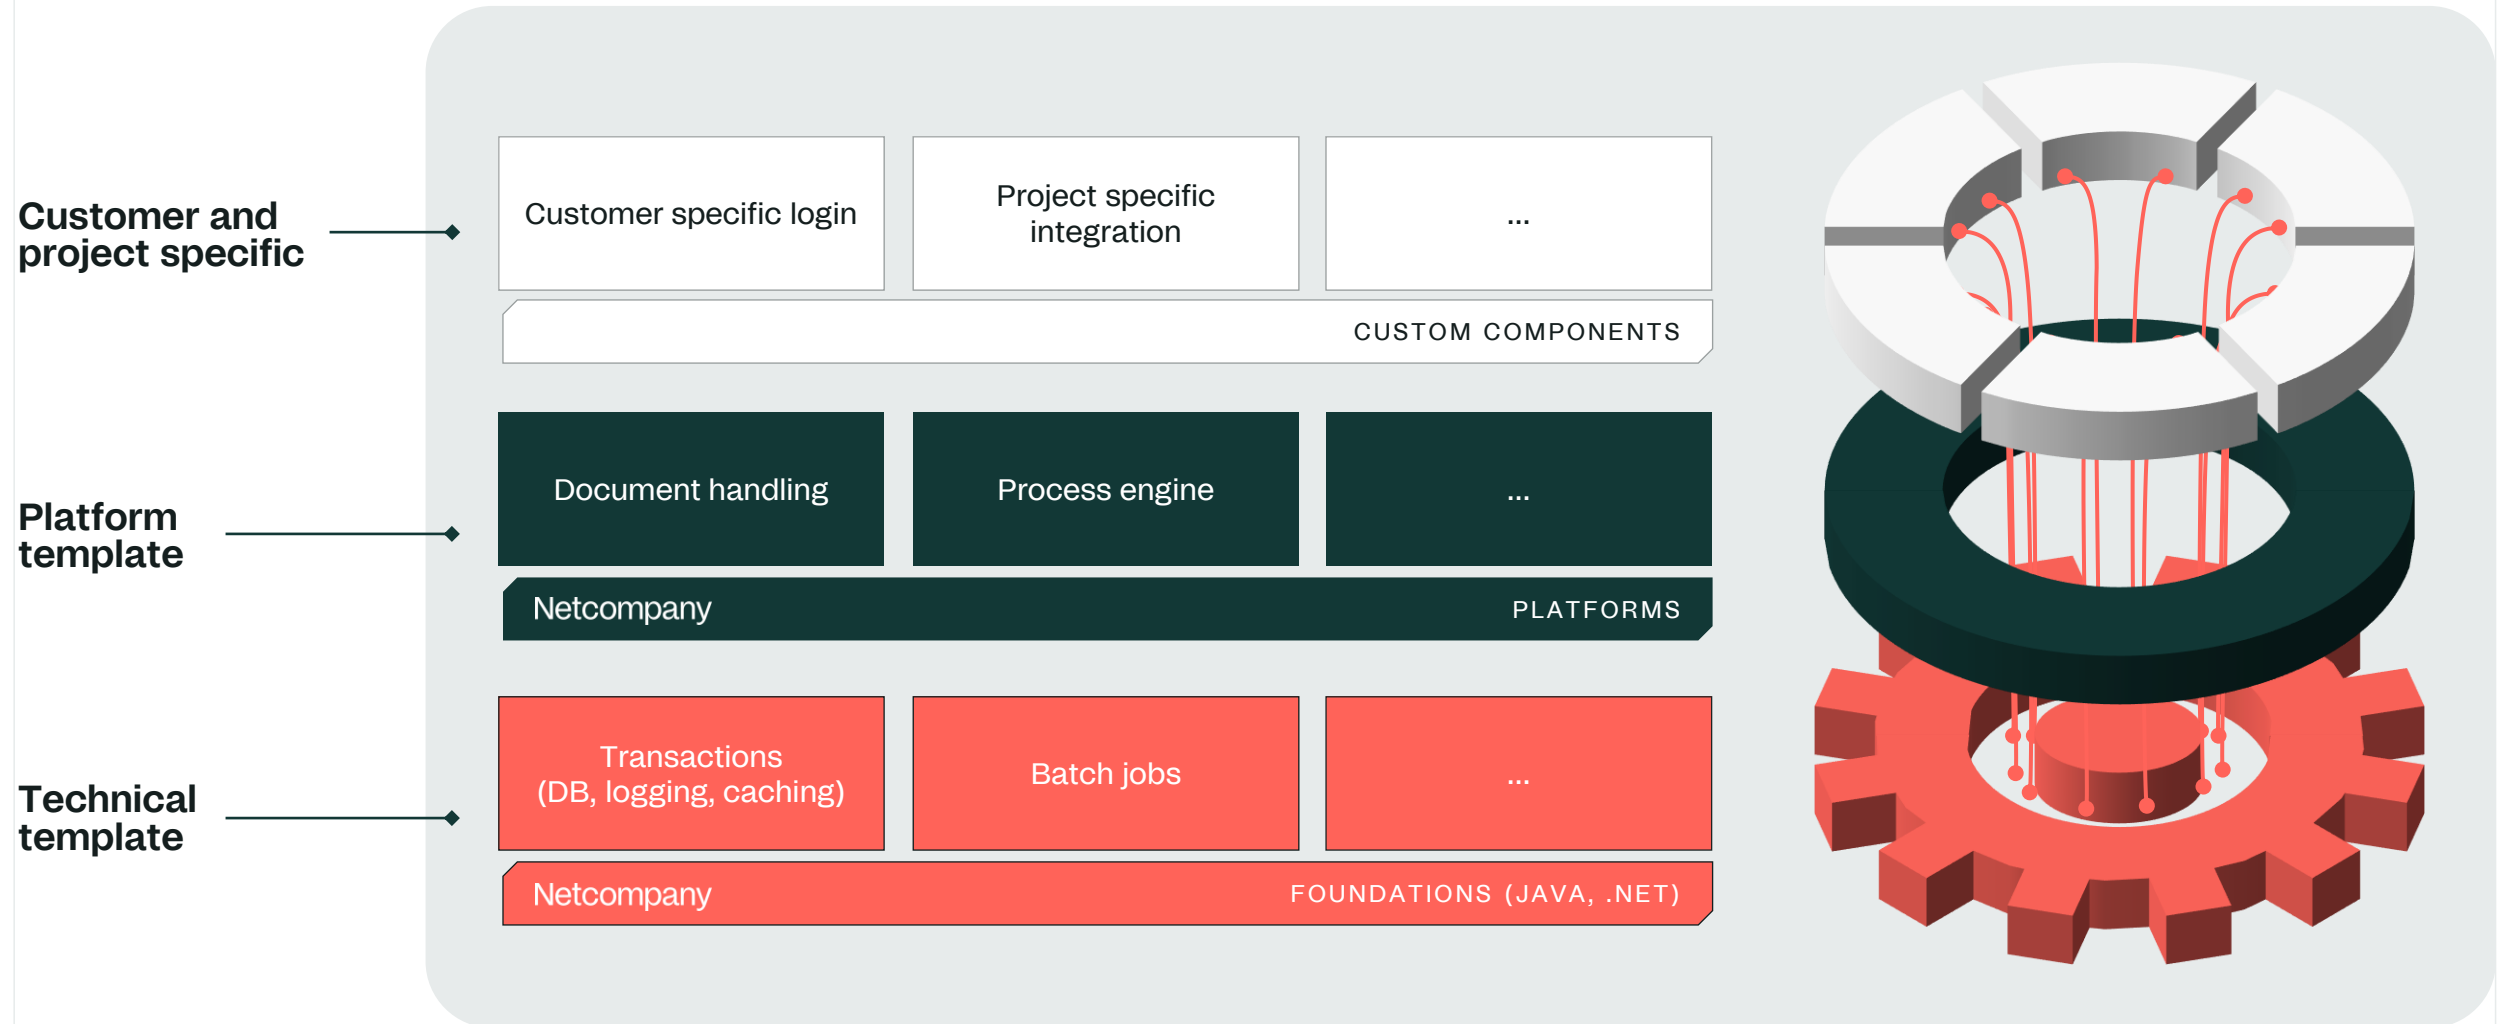 Customer and
project specific
Customer specific login
Project specific
integration
...
CUSTOM COMPONENTS
Platform
template
Document handling
Process engine
...
Netcompany
PLATFORMS
Technical
template
Transactions
(DB, logging, caching)
Batch jobs
...
Netcompany
FOUNDATIONS (JAVA, .NET)